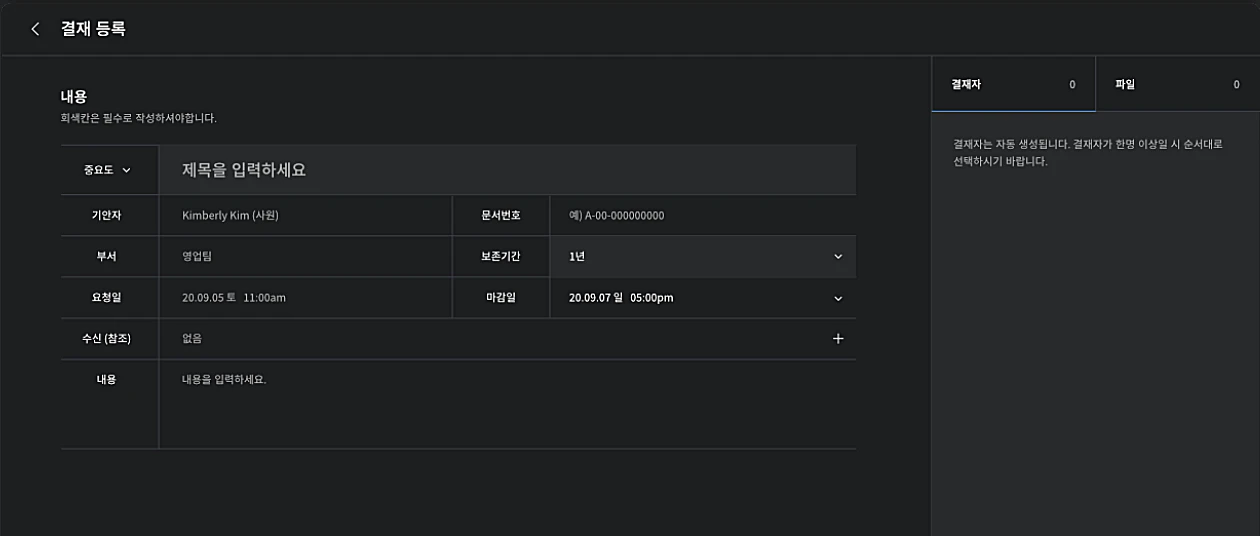 결재 등록
내용
회색칸은 필수로 작성하셔야합니다.
중요도 제목을 입력하세요
기안자 Kimberly Kim (사원) 문서번호 예) A-00-000000000
부서 영업팀 보존기간 1년
요청일 20.09.05 토 11:00am 마감일 20.09.07 일 05:00pm
수신 (참조) 없음
내용 내용을 입력하세요.
결재자 0 파일 0
결재자는 자동 생성됩니다. 결재자가 한명 이상일 시 순서대로
선택하시기 바랍니다.